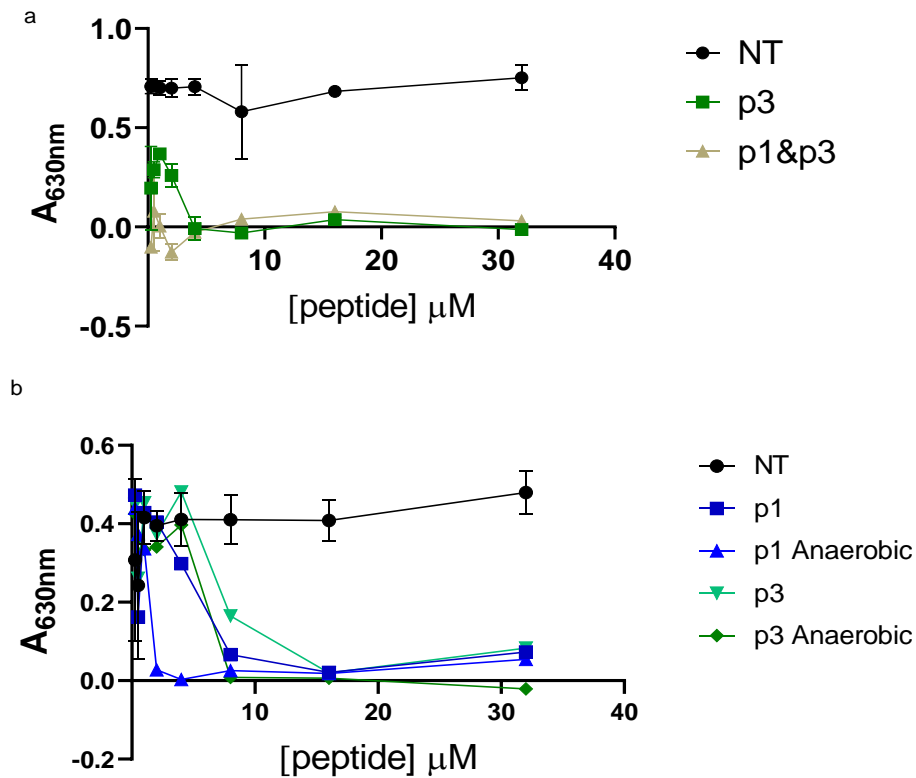 a
1.0
0.5
0.0
-0.5
A630nm
10
20
30
40
[peptide] μM
NT
p3
p1&p3
b
0.6
0.4
0.2
0.0
-0.2
A630nm
10
20
30
40
[peptide] μM
NT
p1
p1 Anaerobic
p3
p3 Anaerobic